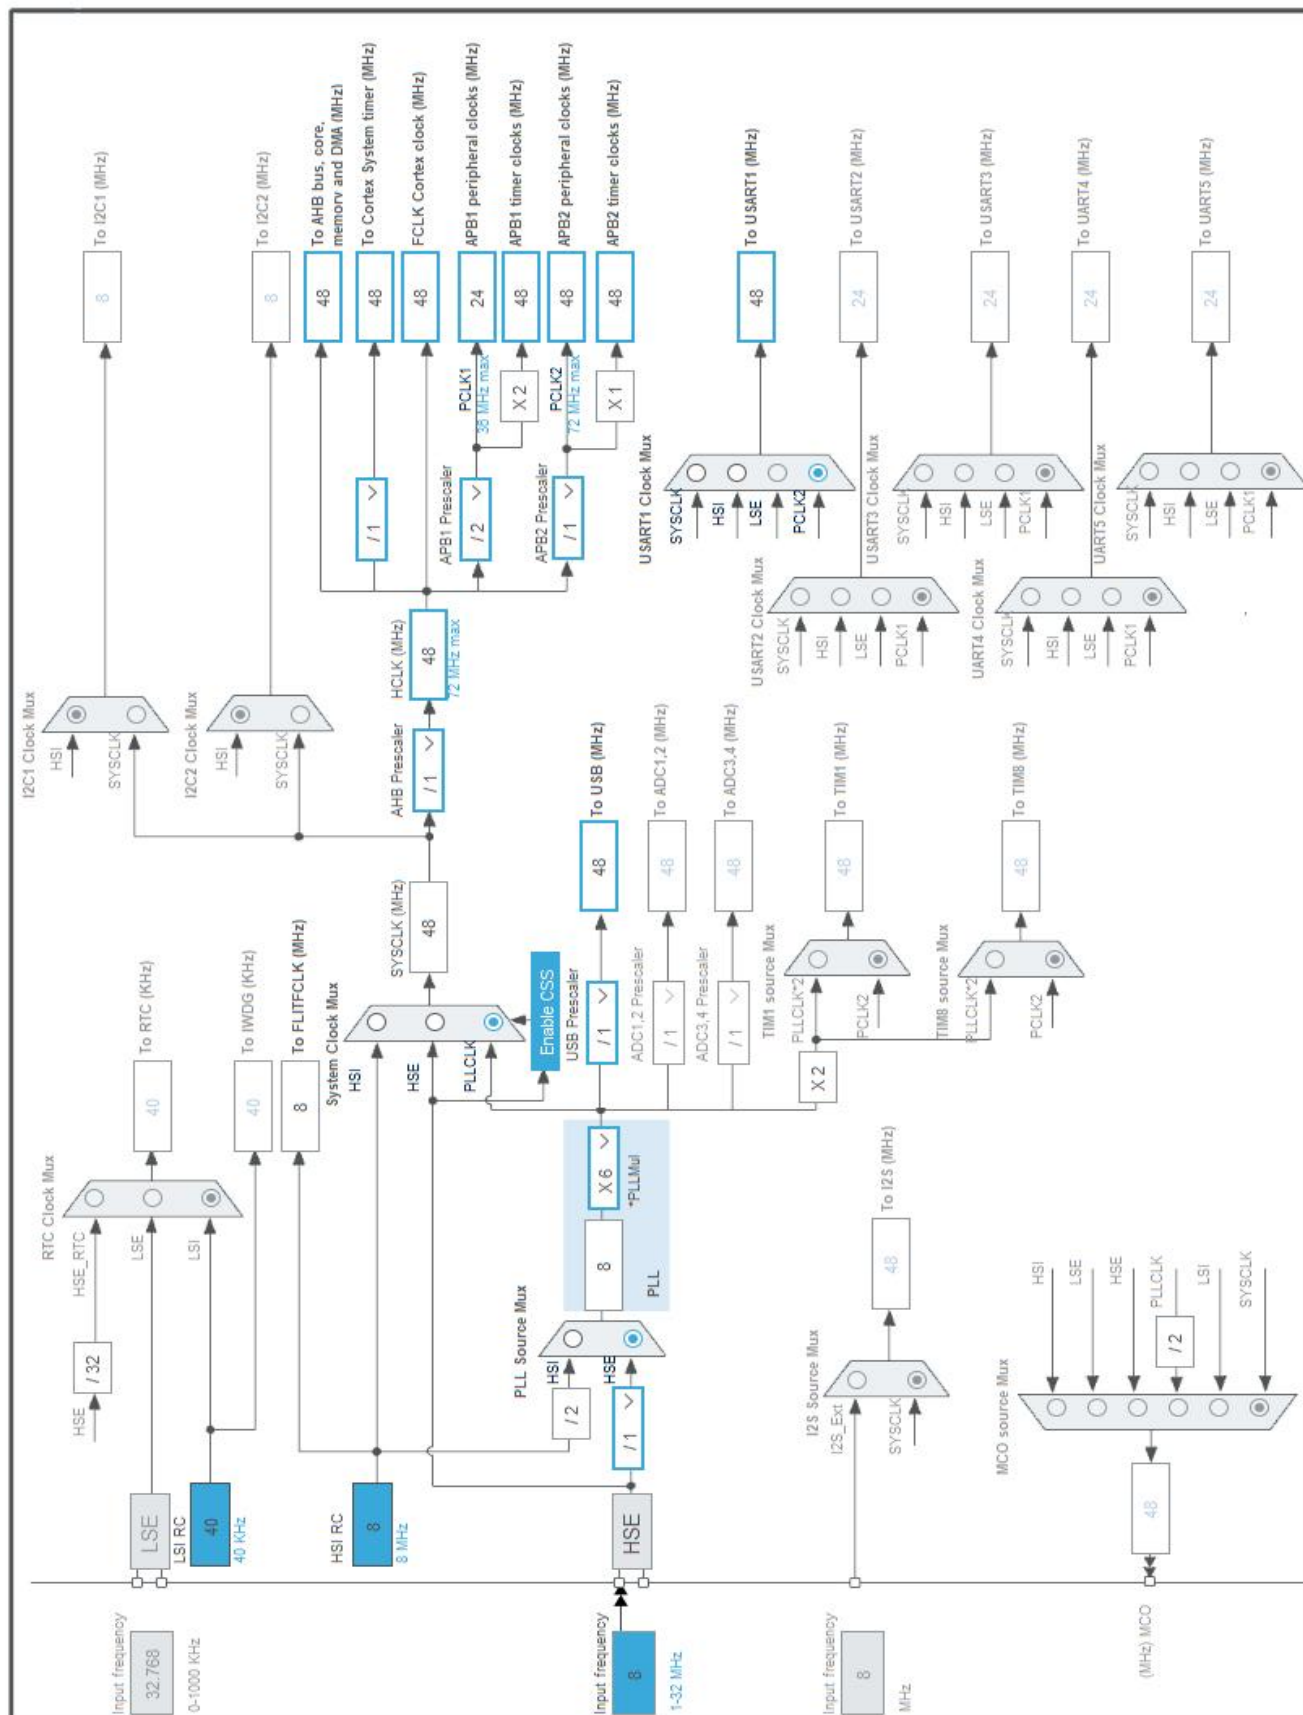 Input frequency
32.768
0-1000 KHz
LSE
LSI RC
40
40 KHz
HSE
/ 32
HSE_RTC
LSE
LSI
RTC Clock Mux
40
To RTC (KHz)
40
To IWDG (KHz)
8
To FLITFCLK (MHz)
HSI RC
8
8 MHz
Input frequency
8
1-32 MHz
HSE
/ 2
/ 1
HSI
HSE
PLL Source Mux
8
X 6
*PLLMul
PLL
System Clock Mux
HSI
HSE
PLLCLK
Enable CSS
SYSCLK (MHz)
48
AHB Prescaler
/ 1
HCLK (MHz)
48
72 MHz max
I2C1 Clock Mux
HSI
SYSCLK
8
To I2C1 (MHz)
I2C2 Clock Mux
HSI
SYSCLK
8
To I2C2 (MHz)
48
To AHB bus, core,
memory and DMA (MHz)
/ 1
48
To Cortex System timer (MHz)
48
FCLK Cortex clock (MHz)
APB1 Prescaler
/ 2
PCLK1
36 MHz max
24
APB1 peripheral clocks (MHz)
X 2
48
APB1 timer clocks (MHz)
APB2 Prescaler
/ 1
PCLK2
72 MHz max
48
APB2 peripheral clocks (MHz)
X 1
48
APB2 timer clocks (MHz)
USB Prescaler
/ 1
48
To USB (MHz)
ADC1,2 Prescaler
/ 1
48
To ADC1,2 (MHz)
ADC3,4 Prescaler
/ 1
48
To ADC3,4 (MHz)
X 2
TIM1 source Mux
PLLCLK*2
PCLK2
48
To TIM1 (MHz)
TIM8 source Mux
PLLCLK*2
PCLK2
48
To TIM8 (MHz)
USART1 Clock Mux
SYSCLK
HSI
LSE
PCLK2
48
To USART1 (MHz)
USART2 Clock Mux
SYSCLK
HSI
LSE
PCLK1
24
To USART2 (MHz)
USART3 Clock Mux
SYSCLK
HSI
LSE
PCLK1
24
To USART3 (MHz)
UART4 Clock Mux
SYSCLK
HSI
LSE
PCLK1
24
To UART4 (MHz)
UART5 Clock Mux
SYSCLK
HSI
LSE
PCLK1
24
To UART5 (MHz)
Input frequency
8
MHz
I2S Source Mux
I2S_Ext
SYSCLK
48
To I2S (MHz)
(MHz) MCO
48
MCO source Mux
HSI
LSE
HSE
/ 2
PLLCLK
LSI
SYSCLK